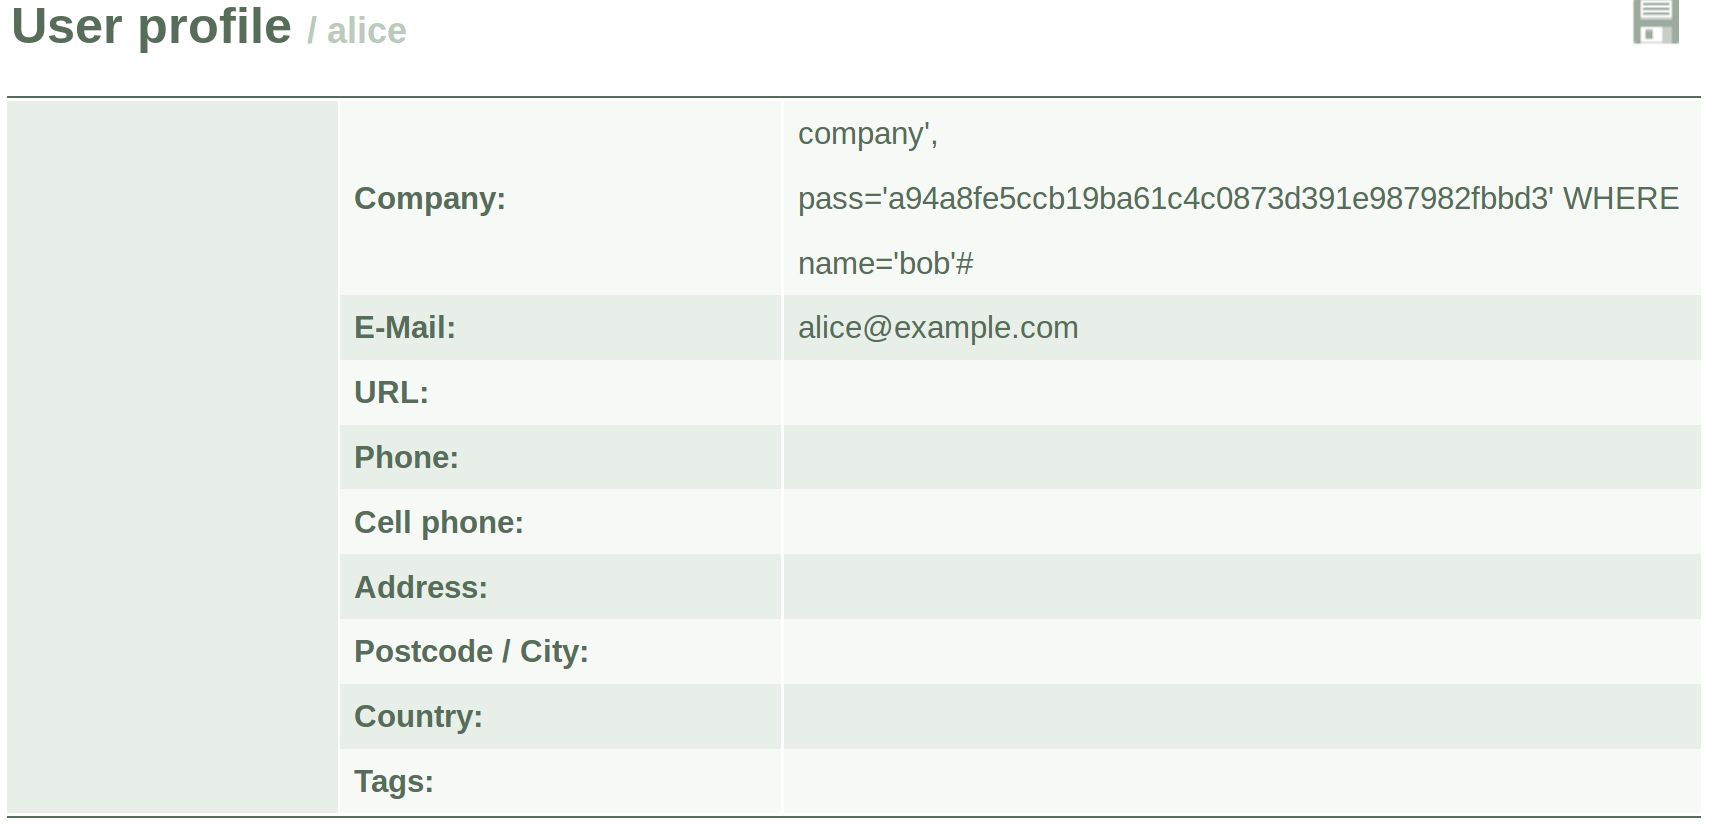 User profile / alice
Company:
company',
pass='a94a8fe5ccb19ba61c4c0873d391e987982fbbd3' WHERE
name='bob'#
E-Mail: alice@example.com
URL:
Phone:
Cell phone:
Address:
Postcode / City:
Country:
Tags: